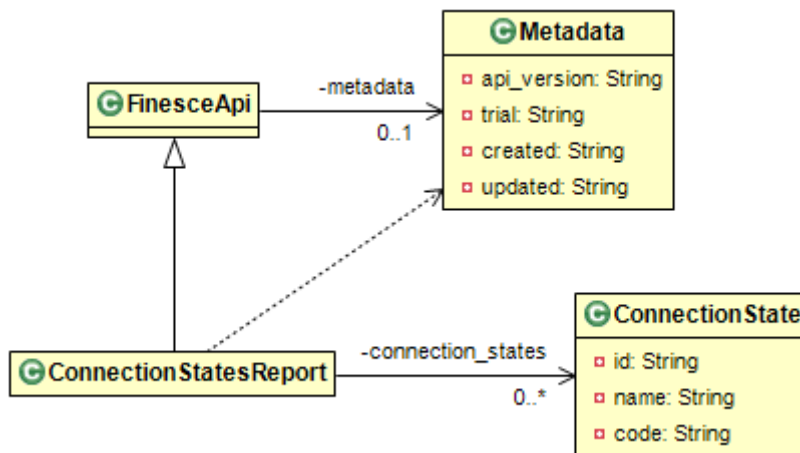 C Metadata
api_version: String
trial: String
created: String
updated: String
C FinesceApi
-metadata
0..1
C ConnectionStatesReport
-connection_states
0..*
C ConnectionState
id: String
name: String
code: String